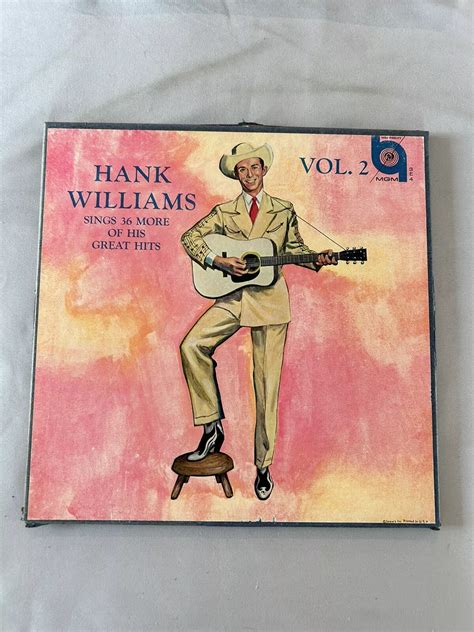 HANK
WILLIAMS
SINGS 36 MORE
OF HIS
GREAT HITS
VOL. 2
MGM